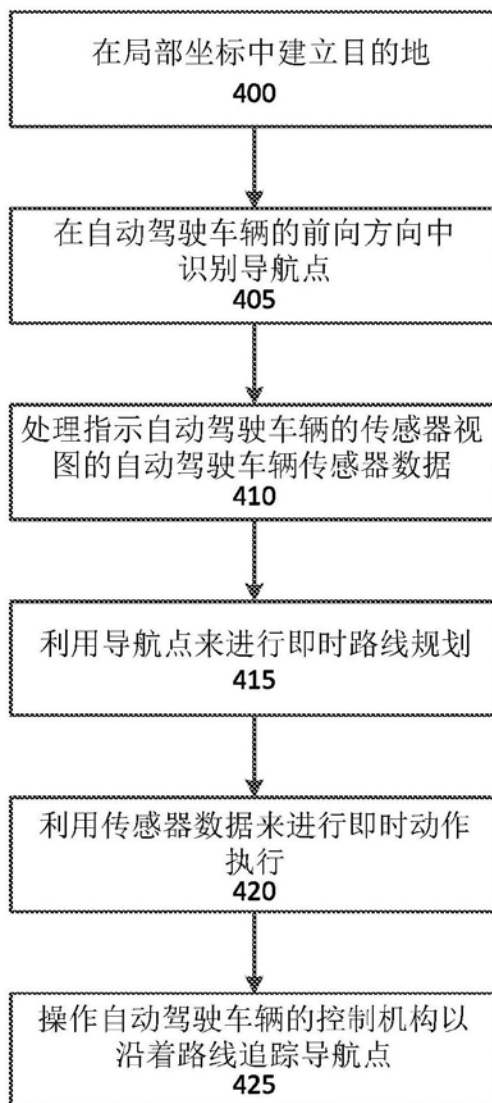 在局部坐标中建立目的地
400
在自动驾驶车辆的前向方向中
识别导航点
405
处理指示自动驾驶车辆的传感器视
图的自动驾驶车辆传感器数据
410
利用导航点来进行即时路线规划
415
利用传感器数据来进行即时动作
执行
420
操作自动驾驶车辆的控制机构以
沿着路线追踪导航点
425